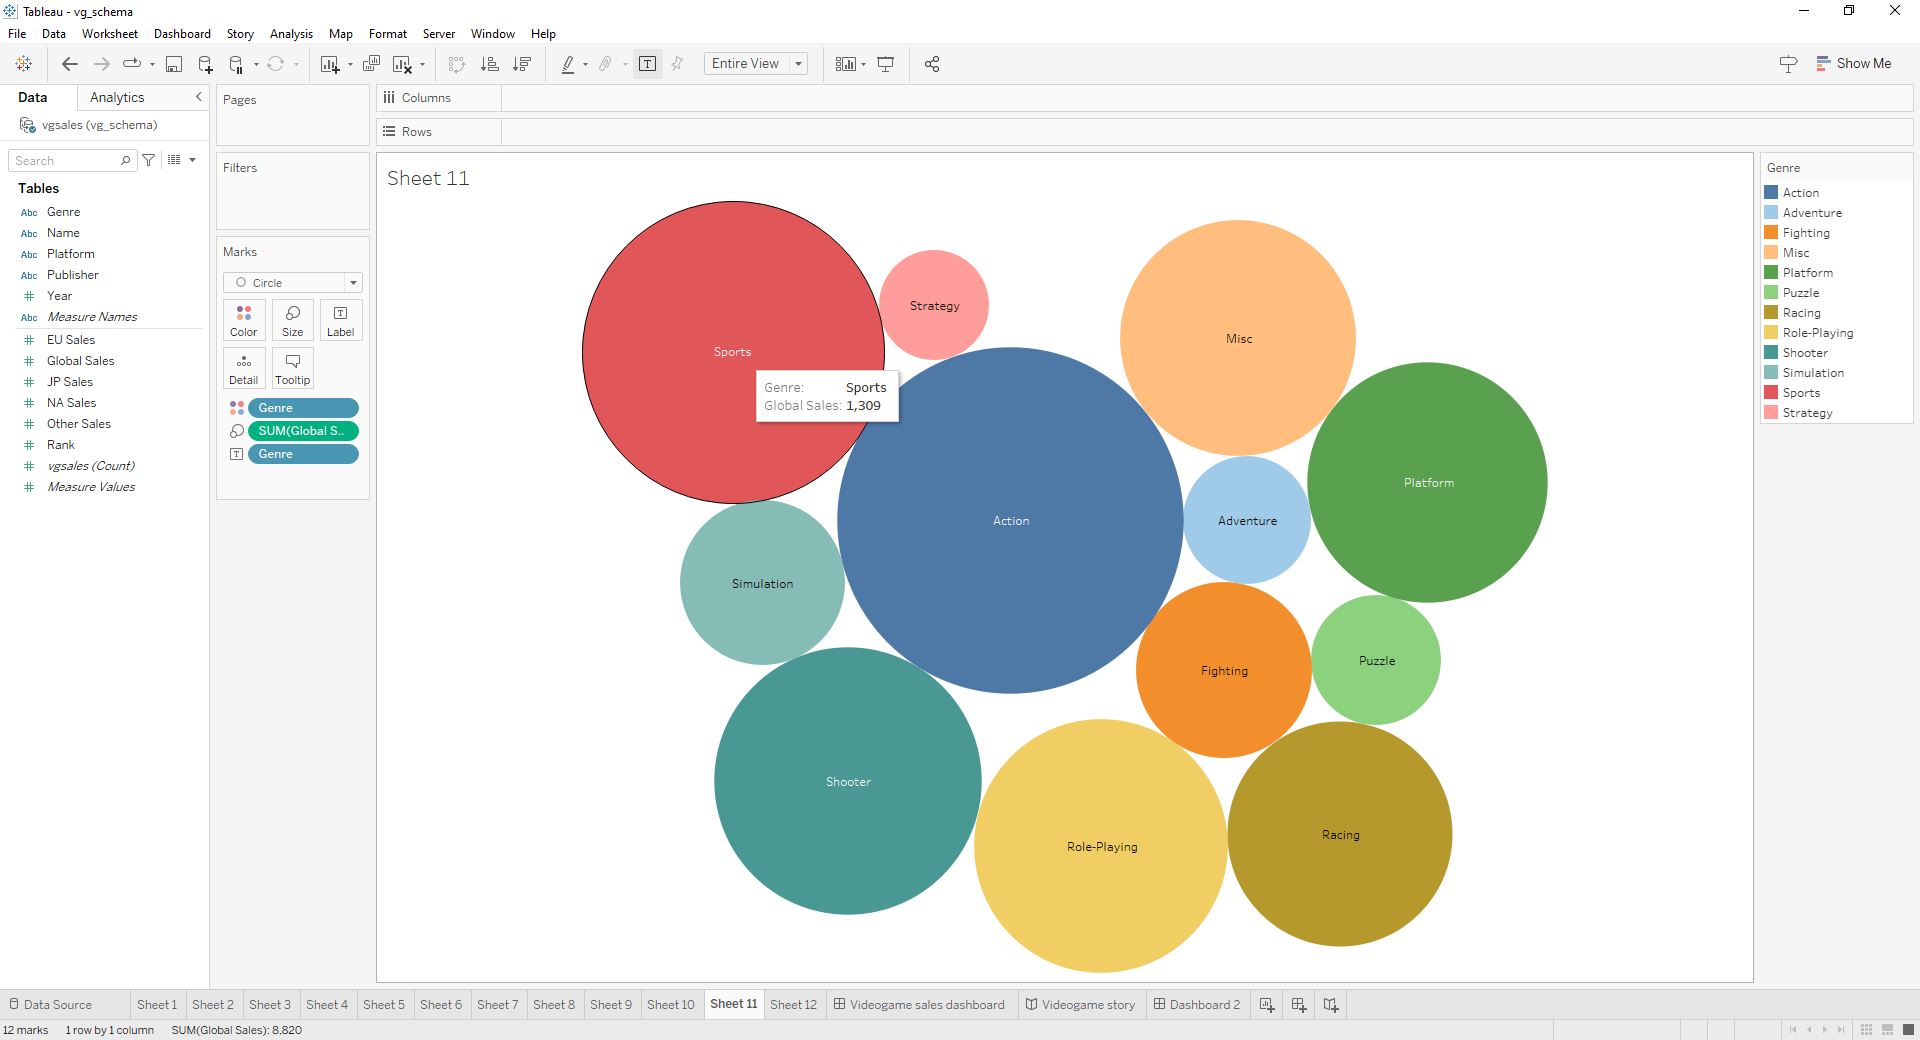 Tableau - vg_schema
File Data Worksheet Dashboard Story Analysis Map Format Server Window Help
Entire View
Show Me
Data Analytics
vgsales (vg_schema)
Search
Tables
Abc Genre
Abc Name
Abc Platform
Abc Publisher
# Year
Abc Measure Names
# EU Sales
# Global Sales
# JP Sales
# NA Sales
# Other Sales
# Rank
# vgsales (Count)
# Measure Values
Pages
Filters
Marks
Circle
Color Size Label
Detail Tooltip
Genre
SUM(Global S..
Genre
Columns
Rows
Sheet 11
Sports
Strategy
Misc
Genre: Sports
Global Sales: 1,309
Platform
Action
Adventure
Simulation
Fighting
Puzzle
Shooter
Role-Playing
Racing
Genre
Action
Adventure
Fighting
Misc
Platform
Puzzle
Racing
Role-Playing
Shooter
Simulation
Sports
Strategy
Data Source Sheet 1 Sheet 2 Sheet 3 Sheet 4 Sheet 5 Sheet 6 Sheet 7 Sheet 8 Sheet 9 Sheet 10 Sheet 11 Sheet 12 Videogame sales dashboard Videogame story Dashboard 2
12 marks 1 row by 1 column SUM(Global Sales): 8,820